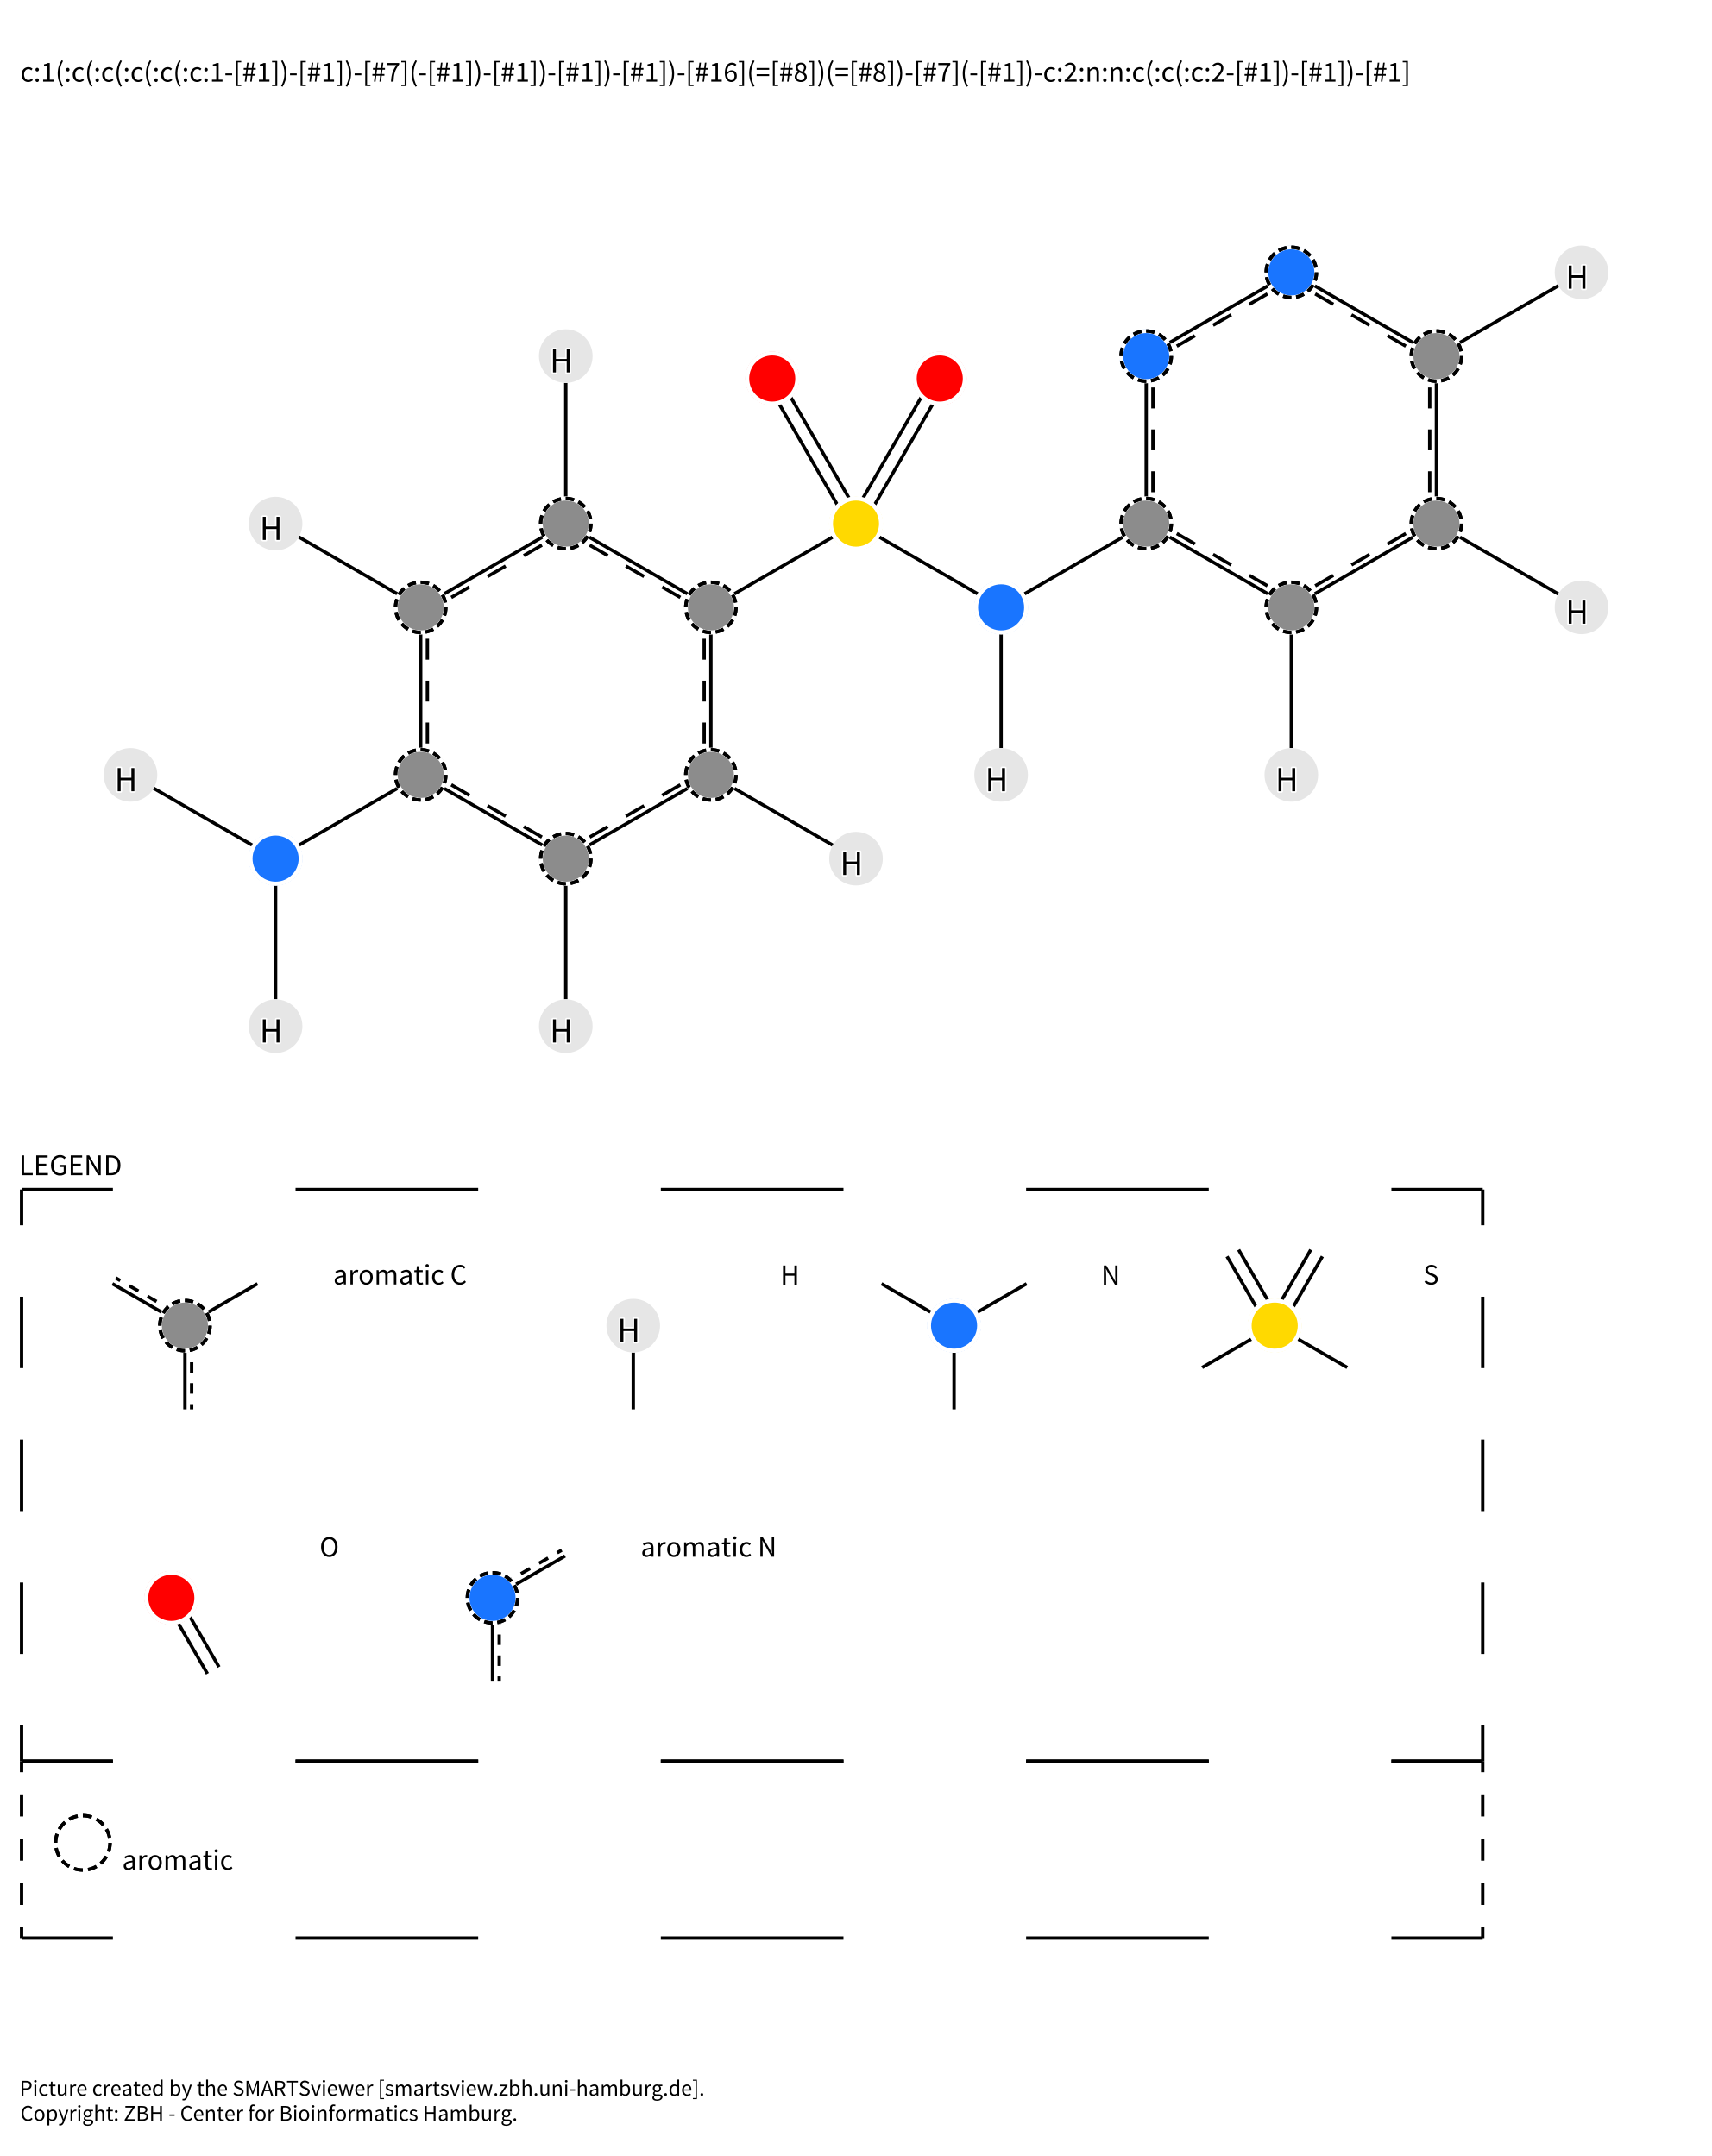 c:1(:c(:c(:c(:c(:c:1-[#1])-[#1])-[#7](-[#1])-[#1])-[#1])-[#1])-[#16](=[#8])(=[#8])-[#7](-[#1])-c:2:n:n:c(:c(:c:2-[#1])-[#1])-[#1]
H
H
H
H
H
H
H
H
H
H
LEGEND
aromatic C
H
H
N
S
O
aromatic N
aromatic
Picture created by the SMARTSviewer [smartsview.zbh.uni-hamburg.de].
Copyright: ZBH - Center for Bioinformatics Hamburg.